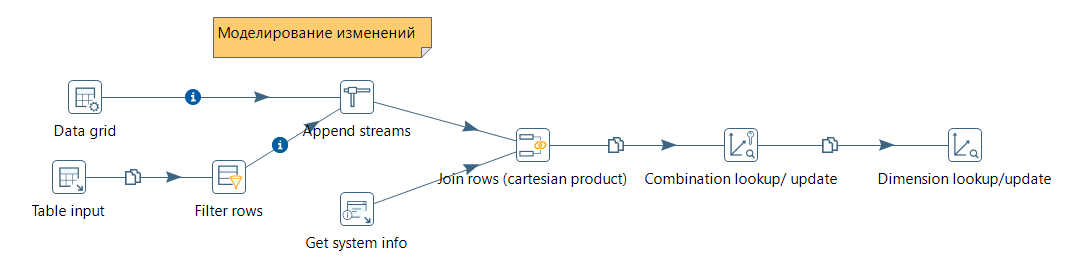 Моделирование изменений
Data grid
Append streams
Table input
Filter rows
Join rows (cartesian product)
Combination lookup/ update
Dimension lookup/update
Get system info